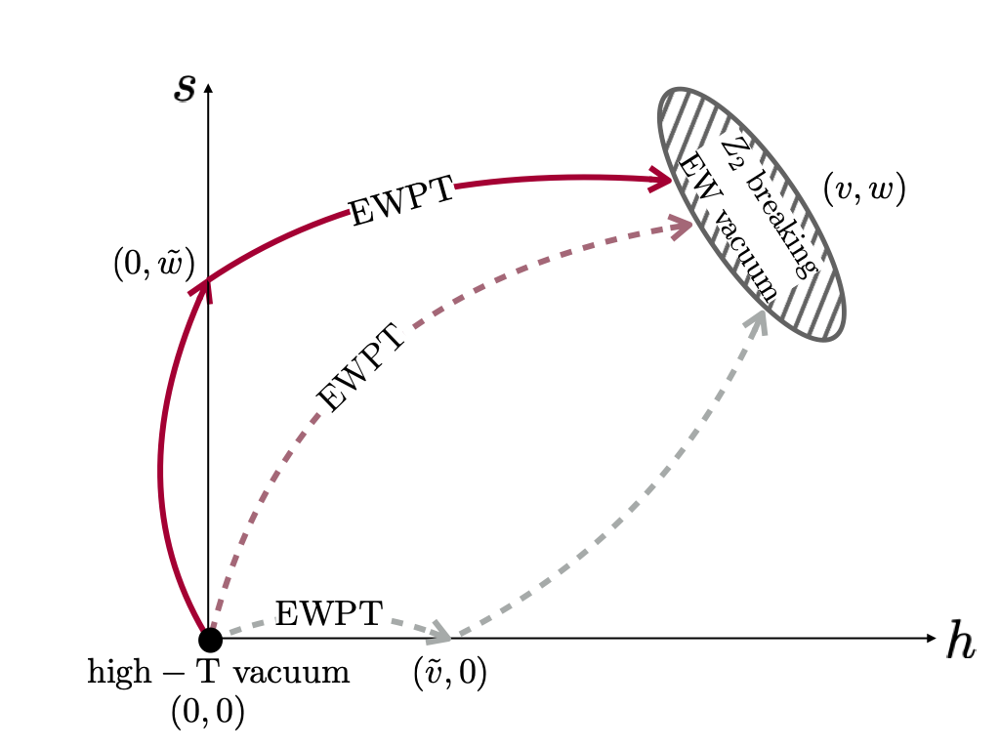 s
EWPT
Z₂ breaking
EW vacuum
(v, w)
(0, w̃)
EWPT
EWPT
h
high − T vacuum
(0, 0)
(ṽ, 0)